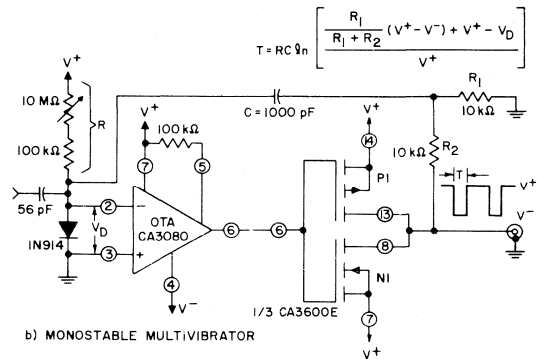 T = RC ln [ ( R1 / (R1 + R2) (V+ - V-) + V+ - VD ) / V+ ]
V+
10 MΩ
R
100 kΩ
56 pF
1N914
VD
C = 1000 pF
R1
10 kΩ
V+
100 kΩ
7
5
2
3
4
6
OTA
CA3080
-
+
V-
6
V+
14
P1
13
8
N1
7
V+
1/3 CA3600E
10 kΩ
R2
T
V+
V-
b) MONOSTABLE MULTIVIBRATOR